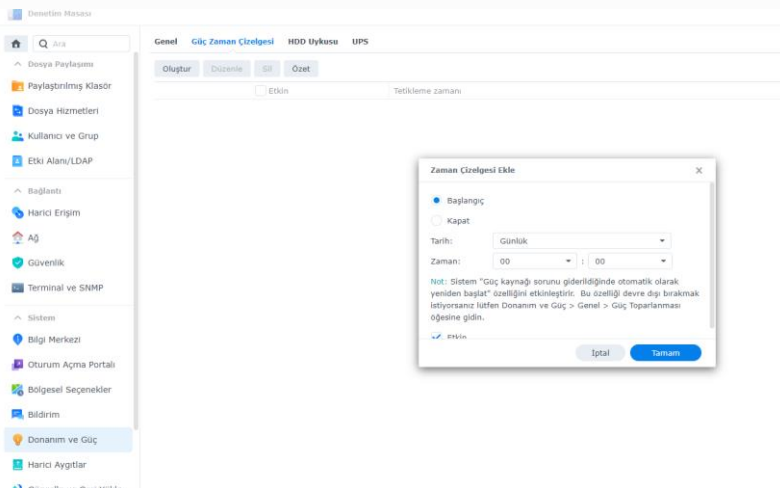 Denetim Masası
Ara
Dosya Paylaşımı
Paylaştırılmış Klasör
Dosya Hizmetleri
Kullanıcı ve Grup
Etki Alanı/LDAP
Bağlantı
Harici Erişim
Ağ
Güvenlik
Terminal ve SNMP
Sistem
Bilgi Merkezi
Oturum Açma Portalı
Bölgesel Seçenekler
Bildirim
Donanım ve Güç
Harici Aygıtlar
Genel Güç Zaman Çizelgesi HDD Uykusu UPS
Oluştur Düzenle Sil Özet
Etkin Tetikleme zamanı
Zaman Çizelgesi Ekle X
Başlangıç
Kapat
Tarih: Günlük
Zaman: 00 : 00
Not: Sistem "Güç kaynağı sorunu giderildiğinde otomatik olarak
yeniden başlat" özelliğini etkinleştirir. Bu özelliği devre dışı bırakmak
istiyorsanız lütfen Donanım ve Güç > Genel > Güç Toparlanması
öğesine gidin.
Etkin
İptal Tamam